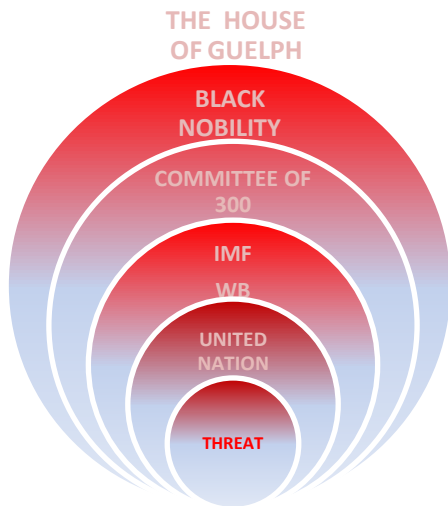 THE HOUSE
OF GUELPH
BLACK
NOBILITY
COMMITTEE OF
300
IMF
WB
UNITED
NATION
THREAT